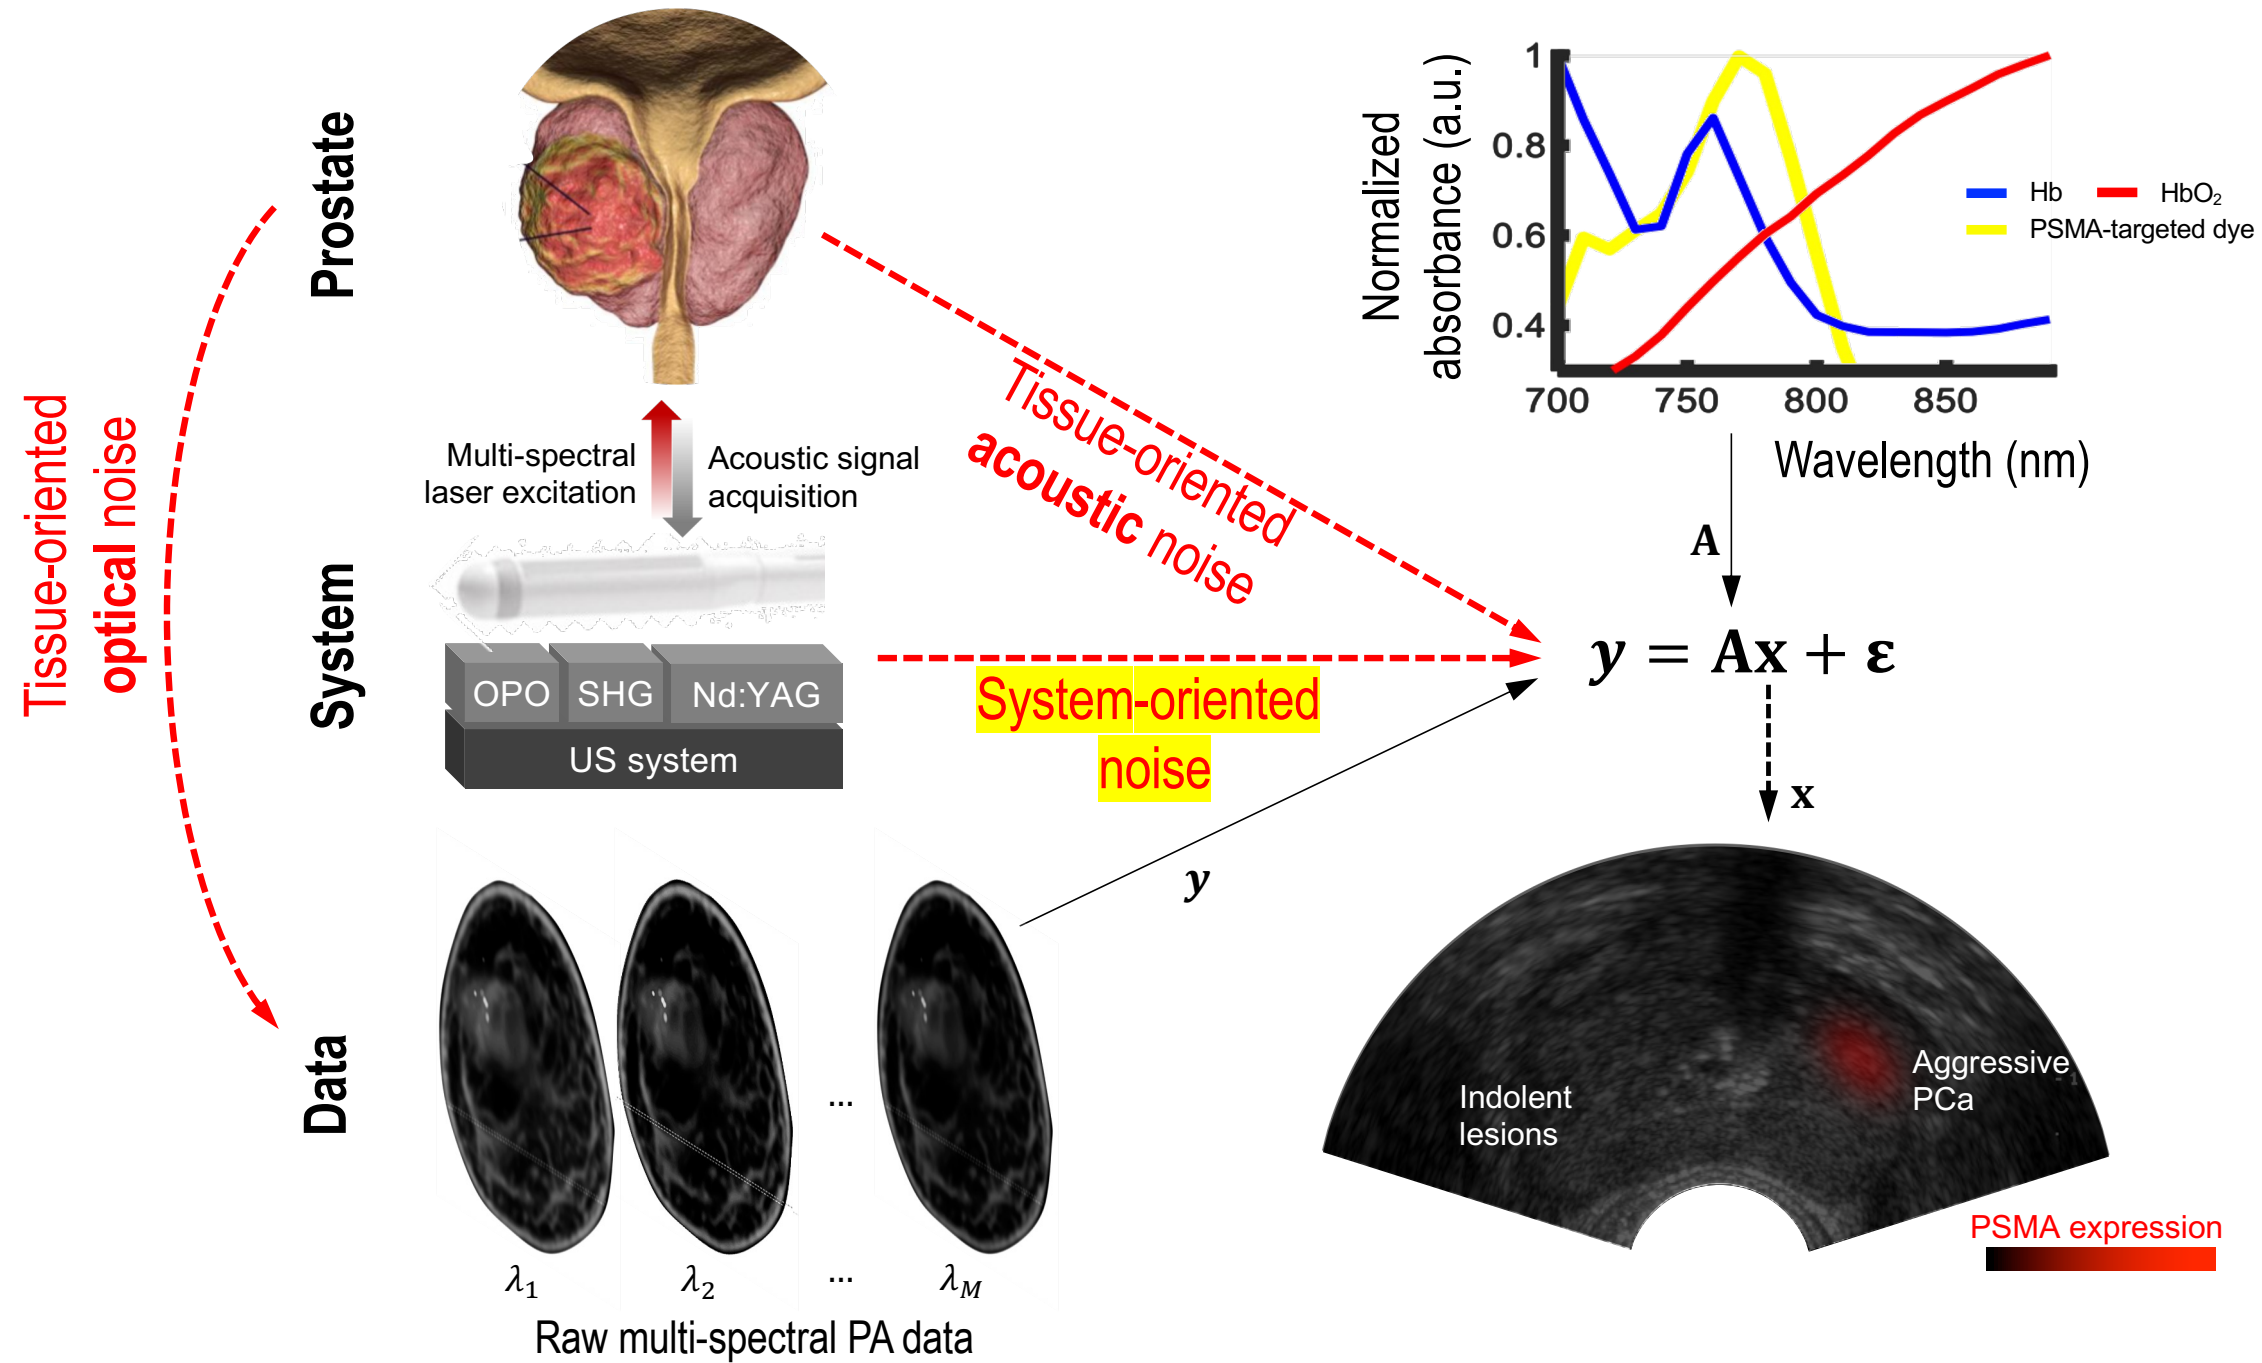 Prostate
Tissue-oriented
optical noise
Multi-spectral
laser excitation
Acoustic signal
acquisition
System
OPO
SHG
Nd:YAG
US system
Data
...
λ1
λ2
...
λM
Raw multi-spectral PA data
Tissue-oriented
acoustic noise
System-oriented
noise
y
Normalized
absorbance (a.u.)
1
0.8
0.6
0.4
700
750
800
850
Wavelength (nm)
Hb
HbO₂
PSMA-targeted dye
A
y = Ax + ε
x
Indolent
lesions
Aggressive
PCa
PSMA expression